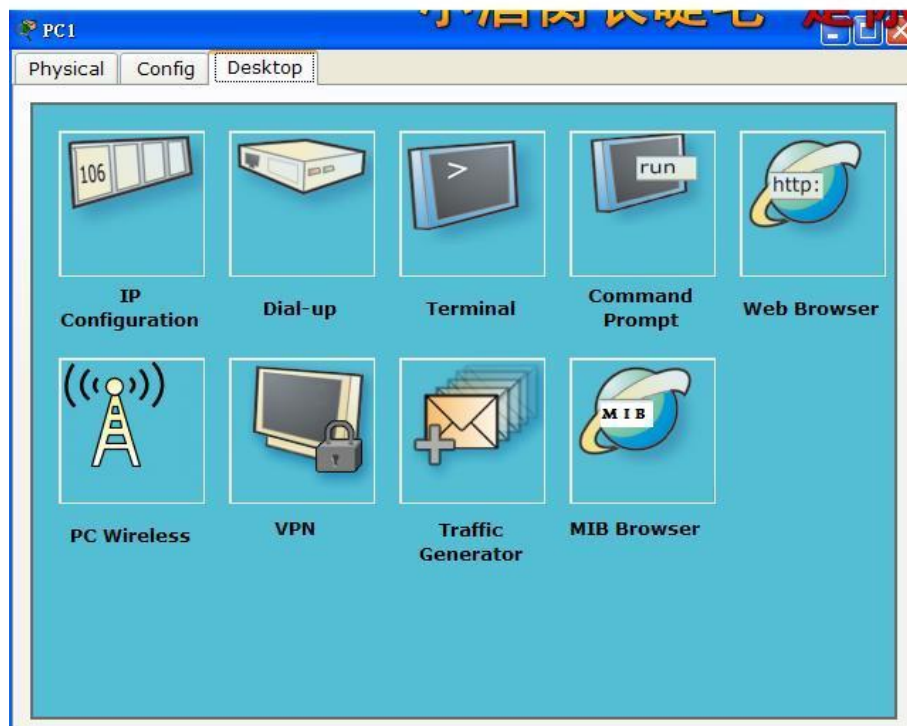 PC1
Physical Config Desktop
106
>
run
http:
IP
Configuration
Dial-up
Terminal
Command
Prompt
Web Browser
MIB
PC Wireless
VPN
Traffic
Generator
MIB Browser